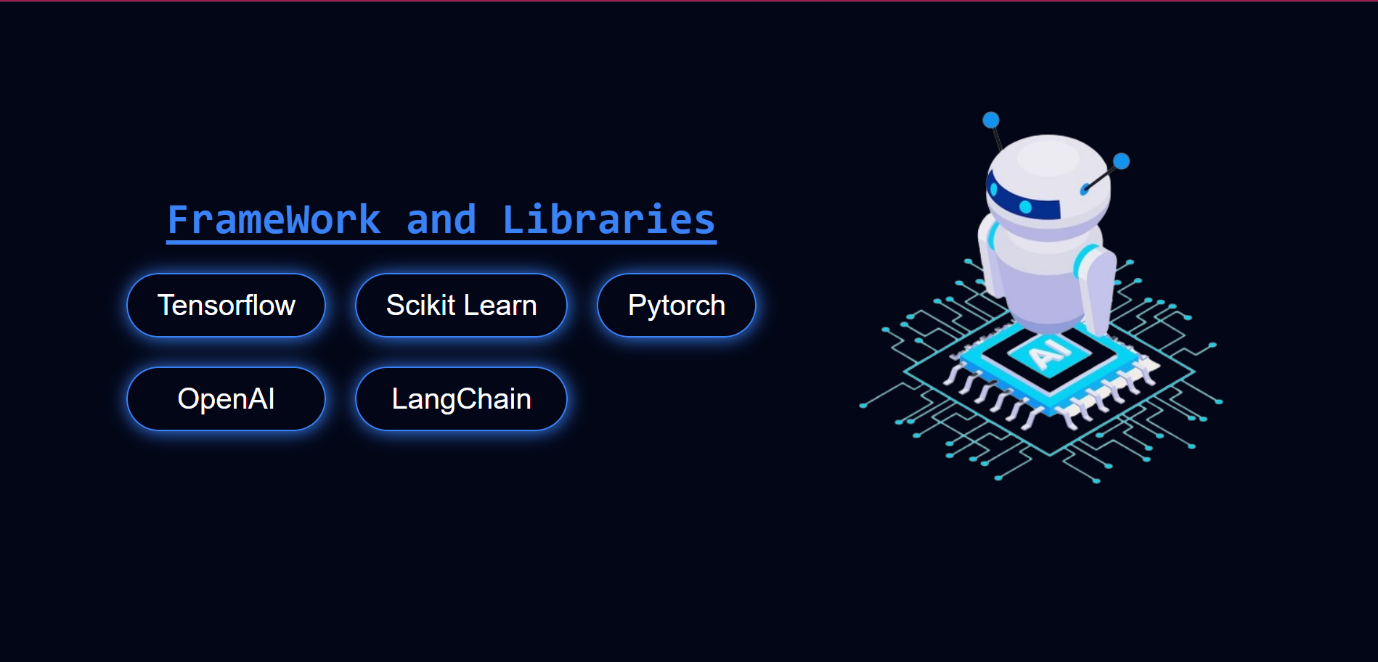 FrameWork and Libraries
Tensorflow Scikit Learn Pytorch
OpenAI LangChain
AI